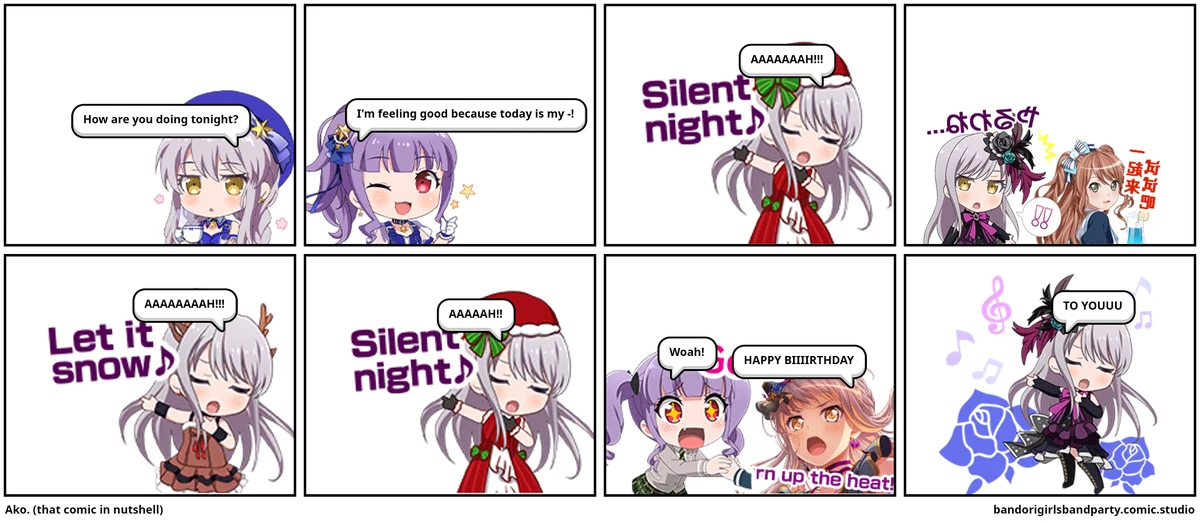 How are you doing tonight?
I'm feeling good because today is my -!
AAAAAAAH!!!
Silent
night♪
やるわね...
一起来
AAAAAAAAH!!!
Let it
snow♪
AAAAAH!!
Silent
night♪
Woah!
HAPPY BIIIIRTHDAY
rn up the heat!
TO YOUUU
Ako. (that comic in nutshell)
bandorigirlsbandparty.comic.studio